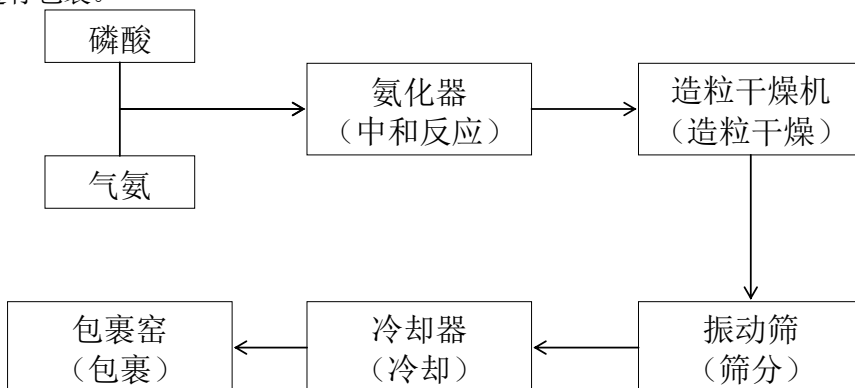 磷酸
气氨
氨化器
（中和反应）
造粒干燥机
（造粒干燥）
振动筛
（筛分）
冷却器
（冷却）
包裹窑
（包裹）